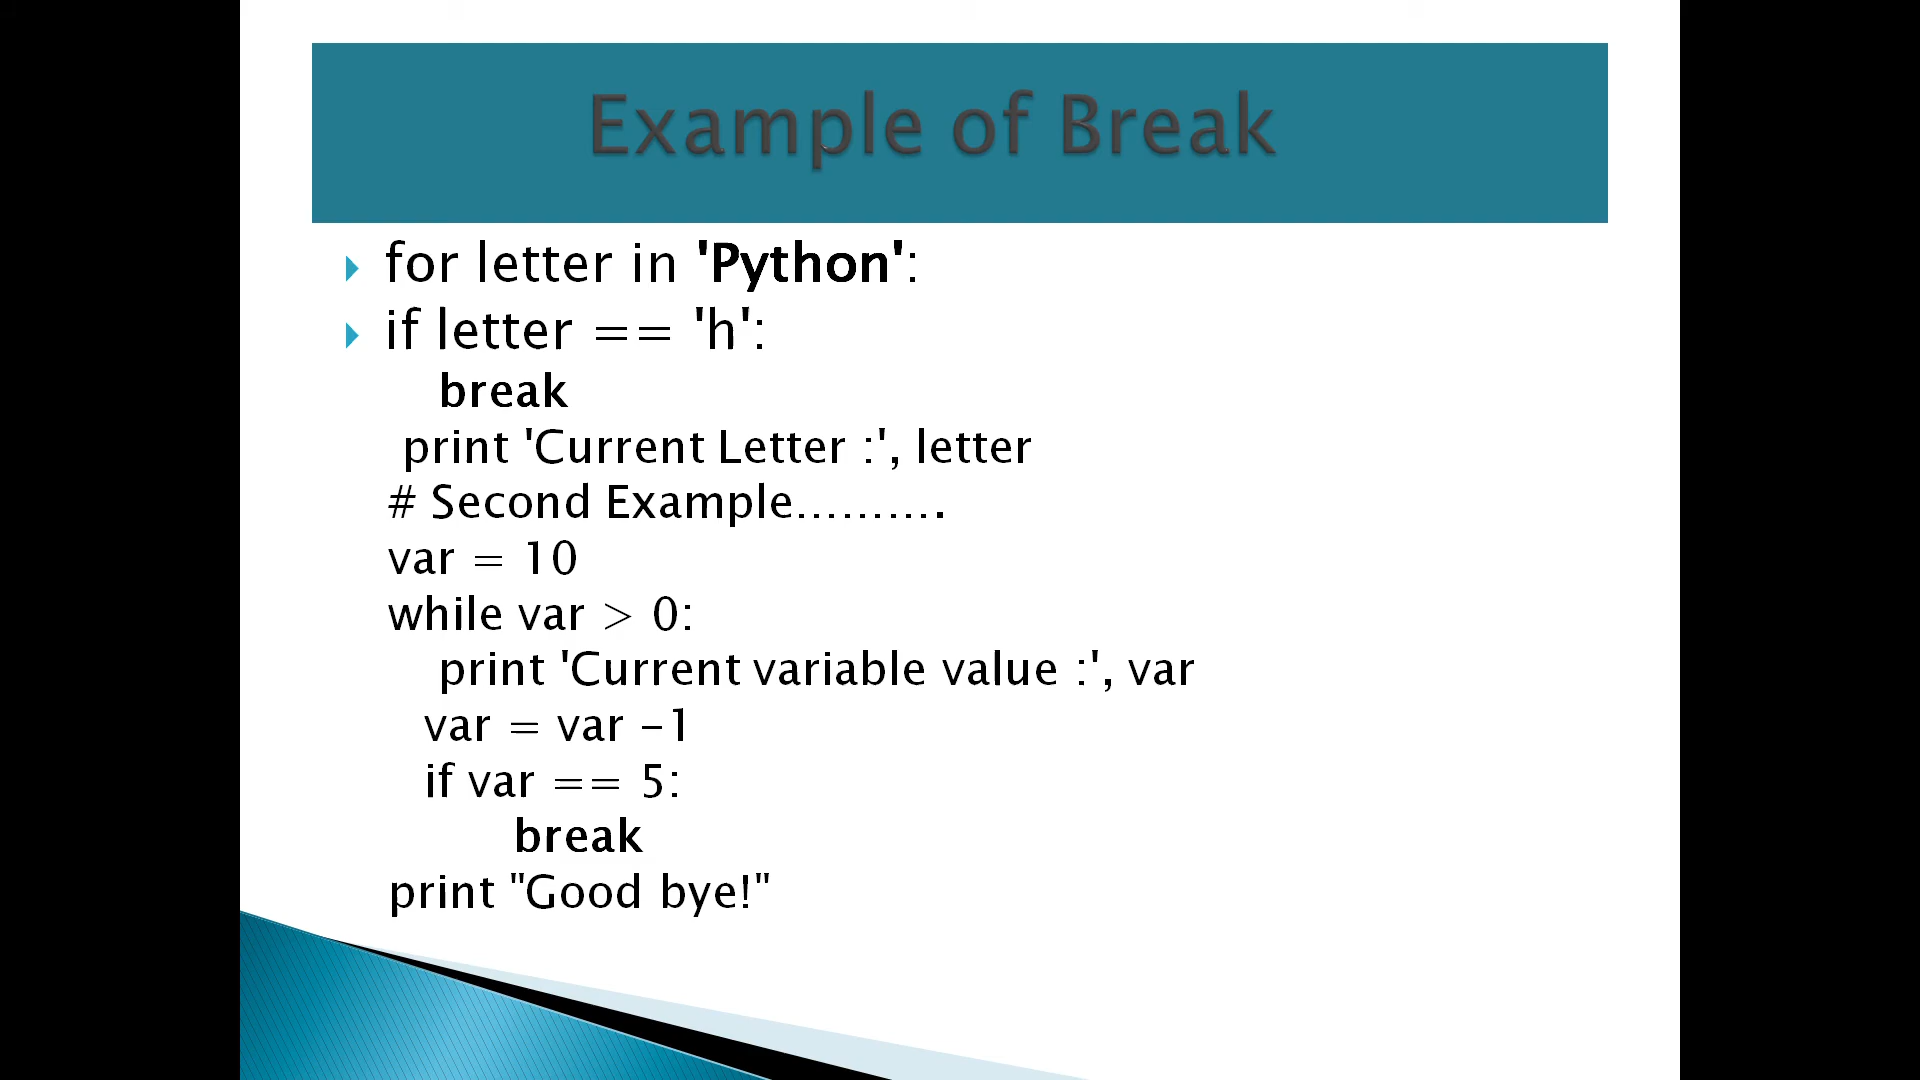 Example of Break
for letter in 'Python':
if letter == 'h':
break
print 'Current Letter :', letter
# Second Example..........
var = 10
while var > 0:
print 'Current variable value :', var
var = var -1
if var == 5:
break
print "Good bye!"